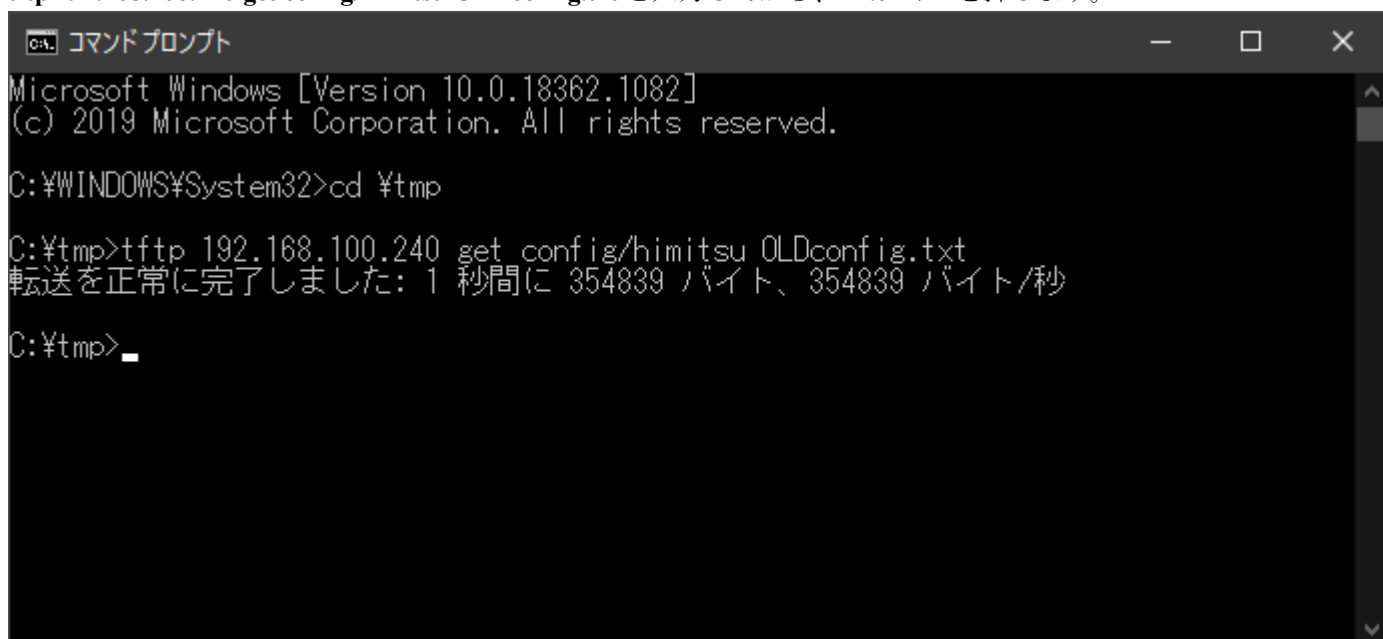 コマンド プロンプト
Microsoft Windows [Version 10.0.18362.1082]
(c) 2019 Microsoft Corporation. All rights reserved.
C:¥WINDOWS¥System32>cd ¥tmp
C:¥tmp>tftp 192.168.100.240 get config/himitsu OLDconfig.txt
転送を正常に完了しました: 1 秒間に 354839 バイト、354839 バイト/秒
C:¥tmp>